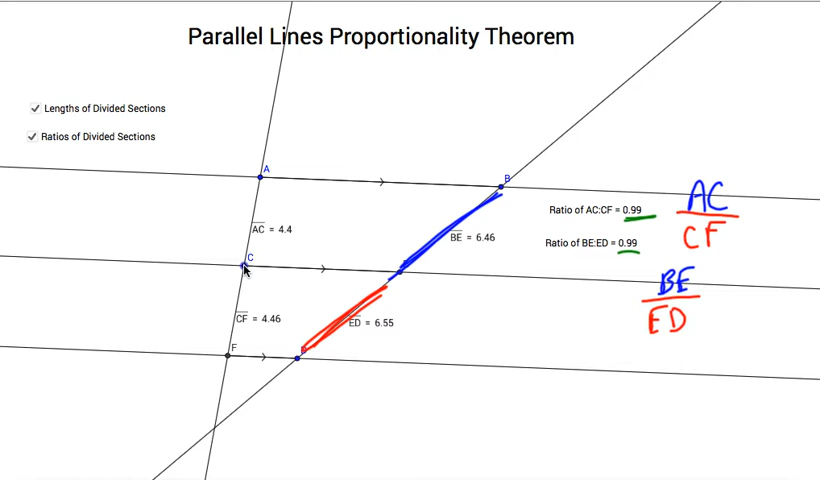 Parallel Lines Proportionality Theorem
Lengths of Divided Sections
Ratios of Divided Sections
A
B
AC = 4.4
BE = 6.46
Ratio of AC:CF = 0.99
Ratio of BE:ED = 0.99
AC
CF
C
BE
ED
CF = 4.46
ED = 6.55
F